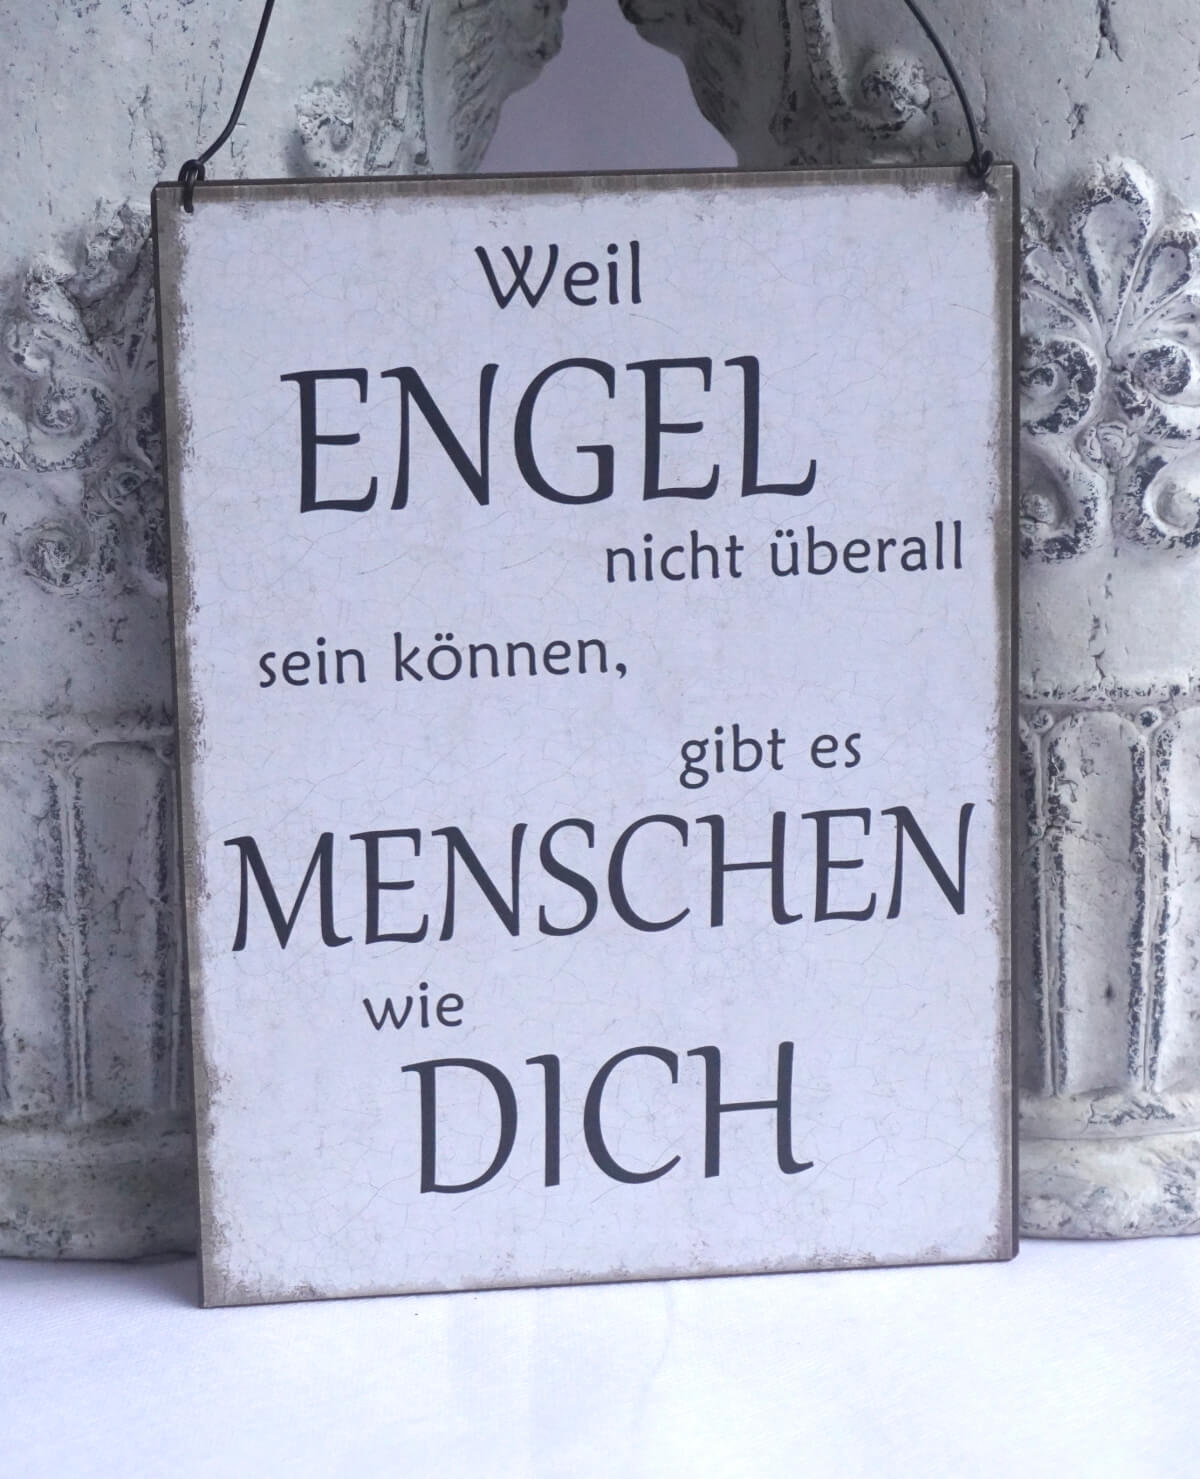 Weil
ENGEL
nicht überall
sein können,
gibt es
MENSCHEN
wie
DICH